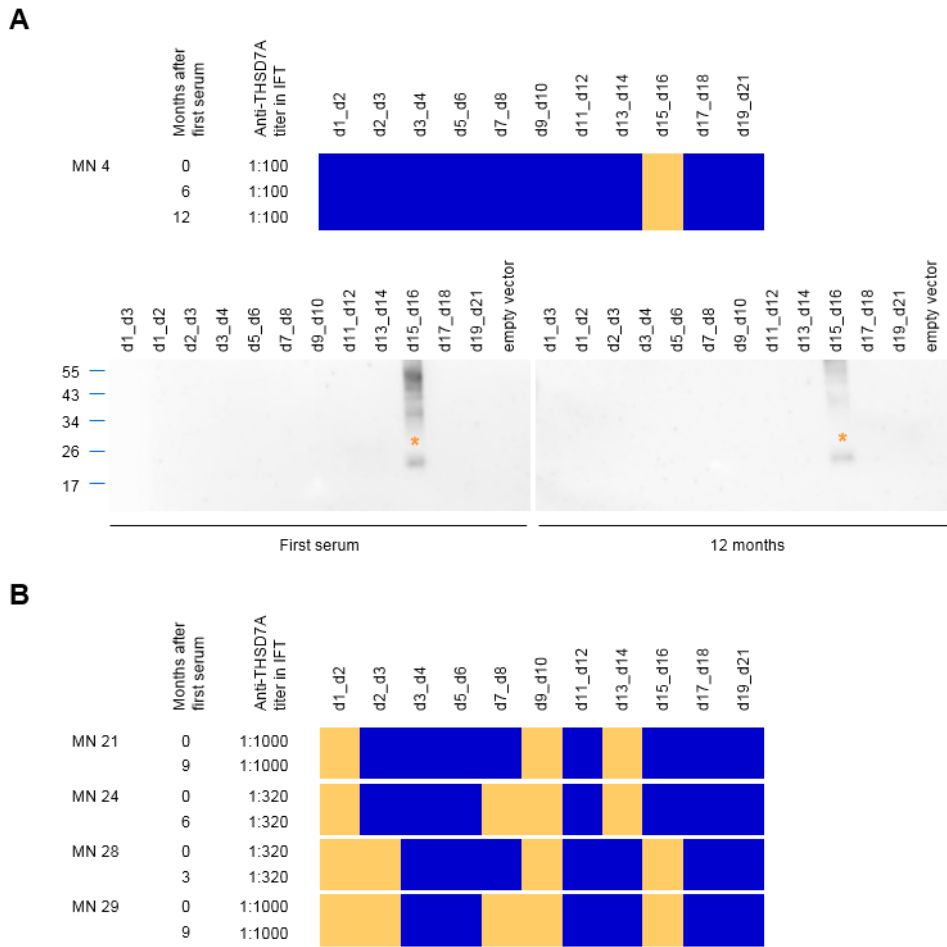 A
Months after
first serum
Anti-THSD7A
titer in IFT
d1_d2
d2_d3
d3_d4
d5_d6
d7_d8
d9_d10
d11_d12
d13_d14
d15_d16
d17_d18
d19_d21
MN 4 0 1:100
6 1:100
12 1:100
d1_d3
d1_d2
d2_d3
d3_d4
d5_d6
d7_d8
d9_d10
d11_d12
d13_d14
d15_d16
d17_d18
d19_d21
empty vector
d1_d3
d1_d2
d2_d3
d3_d4
d5_d6
d7_d8
d9_d10
d11_d12
d13_d14
d15_d16
d17_d18
d19_d21
empty vector
55
43
34
* *
26
17
First serum 12 months
B
Months after
first serum
Anti-THSD7A
titer in IFT
d1_d2
d2_d3
d3_d4
d5_d6
d7_d8
d9_d10
d11_d12
d13_d14
d15_d16
d17_d18
d19_d21
MN 21 0 1:1000
9 1:1000
MN 24 0 1:320
6 1:320
MN 28 0 1:320
3 1:320
MN 29 0 1:1000
9 1:1000